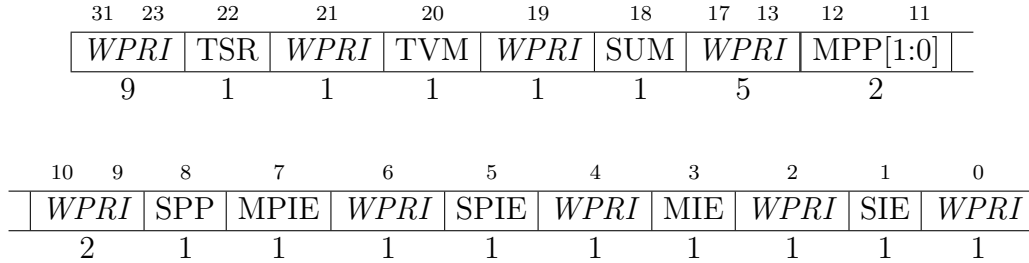 31 23 22 21 20 19 18 17 13 12 11
WPRI TSR WPRI TVM WPRI SUM WPRI MPP[1:0]
9 1 1 1 1 1 5 2
10 9 8 7 6 5 4 3 2 1 0
WPRI SPP MPIE WPRI SPIE WPRI MIE WPRI SIE WPRI
2 1 1 1 1 1 1 1 1 1